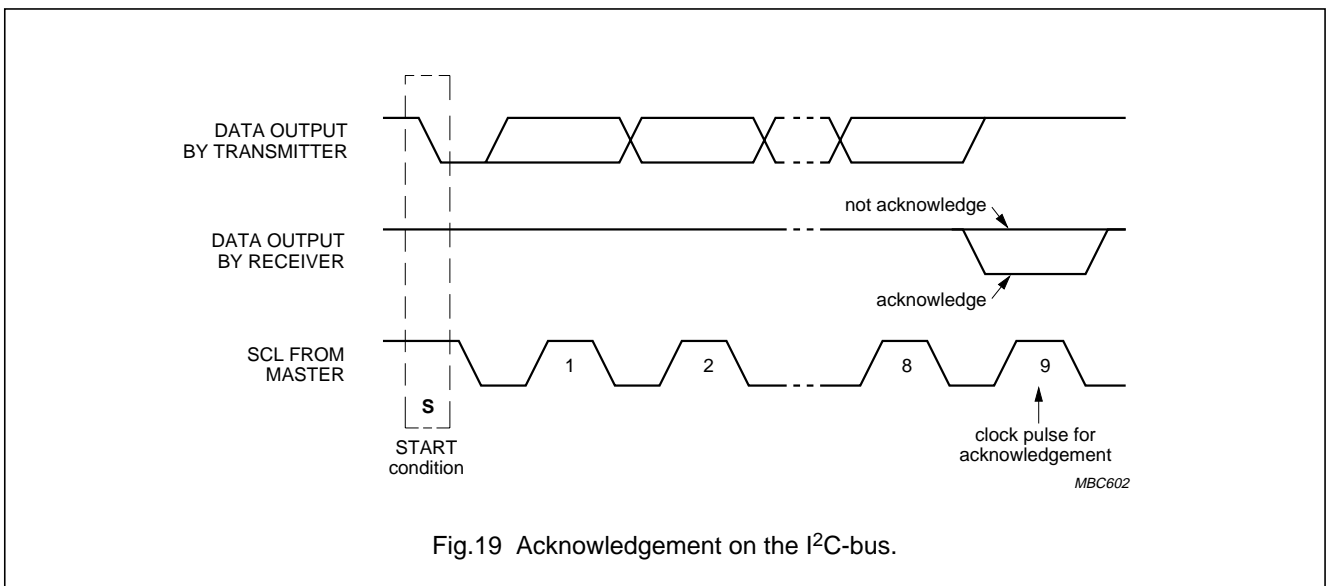 DATA OUTPUT
BY TRANSMITTER
not acknowledge
DATA OUTPUT
BY RECEIVER
acknowledge
SCL FROM
MASTER
1
2
8
9
S
START
condition
clock pulse for
acknowledgement
MBC602
Fig.19 Acknowledgement on the I²C-bus.